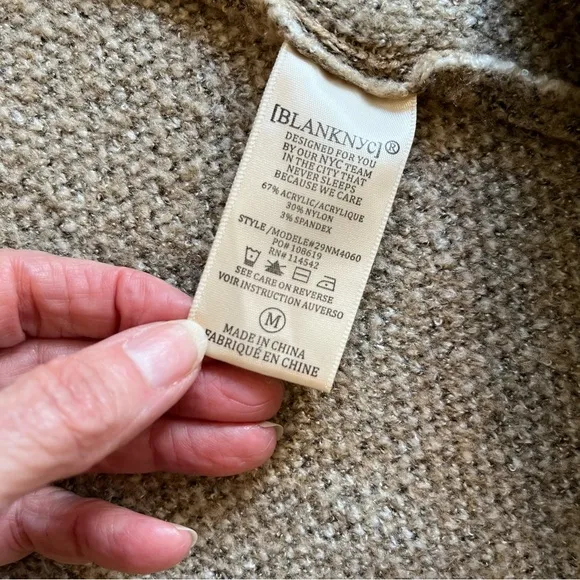 [BLANKNYC]®
DESIGNED FOR YOU
BY OUR NYC TEAM
IN THE CITY THAT
NEVER SLEEPS
BECAUSE WE CARE
67% ACRYLIC/ACRYLIQUE
30% NYLON
3% SPANDEX
STYLE/MODELE#29NM4060
PO# 108619
RN# 114542
SEE CARE ON REVERSE
VOIR INSTRUCTION AUVERSO
M
MADE IN CHINA
FABRIQUÉ EN CHINE